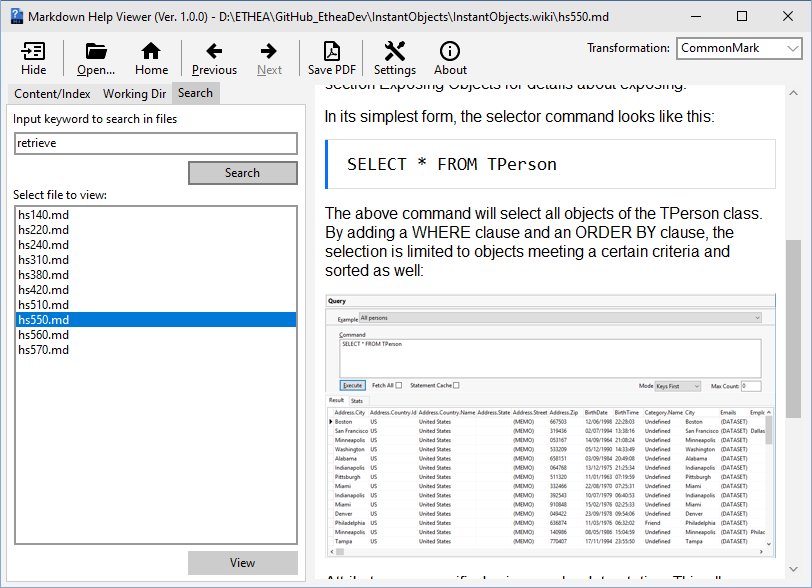 Markdown Help Viewer (Ver. 1.0.0) - D:\ETHEA\GitHub_EtheaDev\InstantObjects\InstantObjects.wiki\hs550.md
Hide Open... Home Previous Next Save PDF Settings About Transformation: CommonMark
Content/Index Working Dir Search
Input keyword to search in files
retrieve
Search
Select file to view:
hs140.md
hs220.md
hs240.md
hs310.md
hs380.md
hs420.md
hs510.md
hs550.md
hs560.md
hs570.md
View
section Exposing Objects for details about exposing.
In its simplest form, the selector command looks like this:
SELECT * FROM TPerson
The above command will select all objects of the TPerson class.
By adding a WHERE clause and an ORDER BY clause, the
selection is limited to objects meeting a certain criteria and
sorted as well:
Query
Example All persons
Command
SELECT * FROM TPerson
Execute Fetch All Statement Cache Mode Keys First Max Count: 0
Result Stats
Address.City Address.Country.Id Address.Country.Name Address.State Address.Street Address.Zip BirthDate BirthTime Category.Name City Emails Emplc
Boston US United States (MEMO) 667503 12/06/1998 22:28:03 Undefined Boston (DATASET)
San Francisco US United States (MEMO) 319436 02/07/1994 13:38:16 Undefined San Francisco (DATASET) Dallas
Minneapolis US United States (MEMO) 053167 14/09/1964 21:08:24 Undefined Minneapolis (DATASET)
Washington US United States (MEMO) 533209 05/12/1990 14:33:49 Undefined Washington (DATASET)
Alabama US United States (MEMO) 658151 03/09/1984 20:49:08 Undefined Alabama (DATASET)
Indianapolis US United States (MEMO) 064768 13/12/1975 21:25:34 Undefined Indianapolis (DATASET)
Pittsburgh US United States (MEMO) 511320 11/01/1963 07:19:59 Undefined Pittsburgh (DATASET)
Miami US United States (MEMO) 332466 22/08/1970 07:25:31 Undefined Miami (DATASET)
Indianapolis US United States (MEMO) 392543 10/07/1979 06:40:53 Undefined Indianapolis (DATASET)
Miami US United States (MEMO) 910848 15/02/1976 02:25:33 Undefined Miami (DATASET)
Denver US United States (MEMO) 049422 23/09/1978 09:54:06 Undefined Denver (DATASET)
Philadelphia US United States (MEMO) 636874 11/03/1976 06:32:02 Friend Philadelphia (DATASET)
Minneapolis US United States (MEMO) 140986 08/05/1986 15:04:59 Undefined Minneapolis (DATASET) Philac
Tampa US United States (MEMO) 770407 17/11/1994 23:55:50 Undefined Tampa (DATASET)